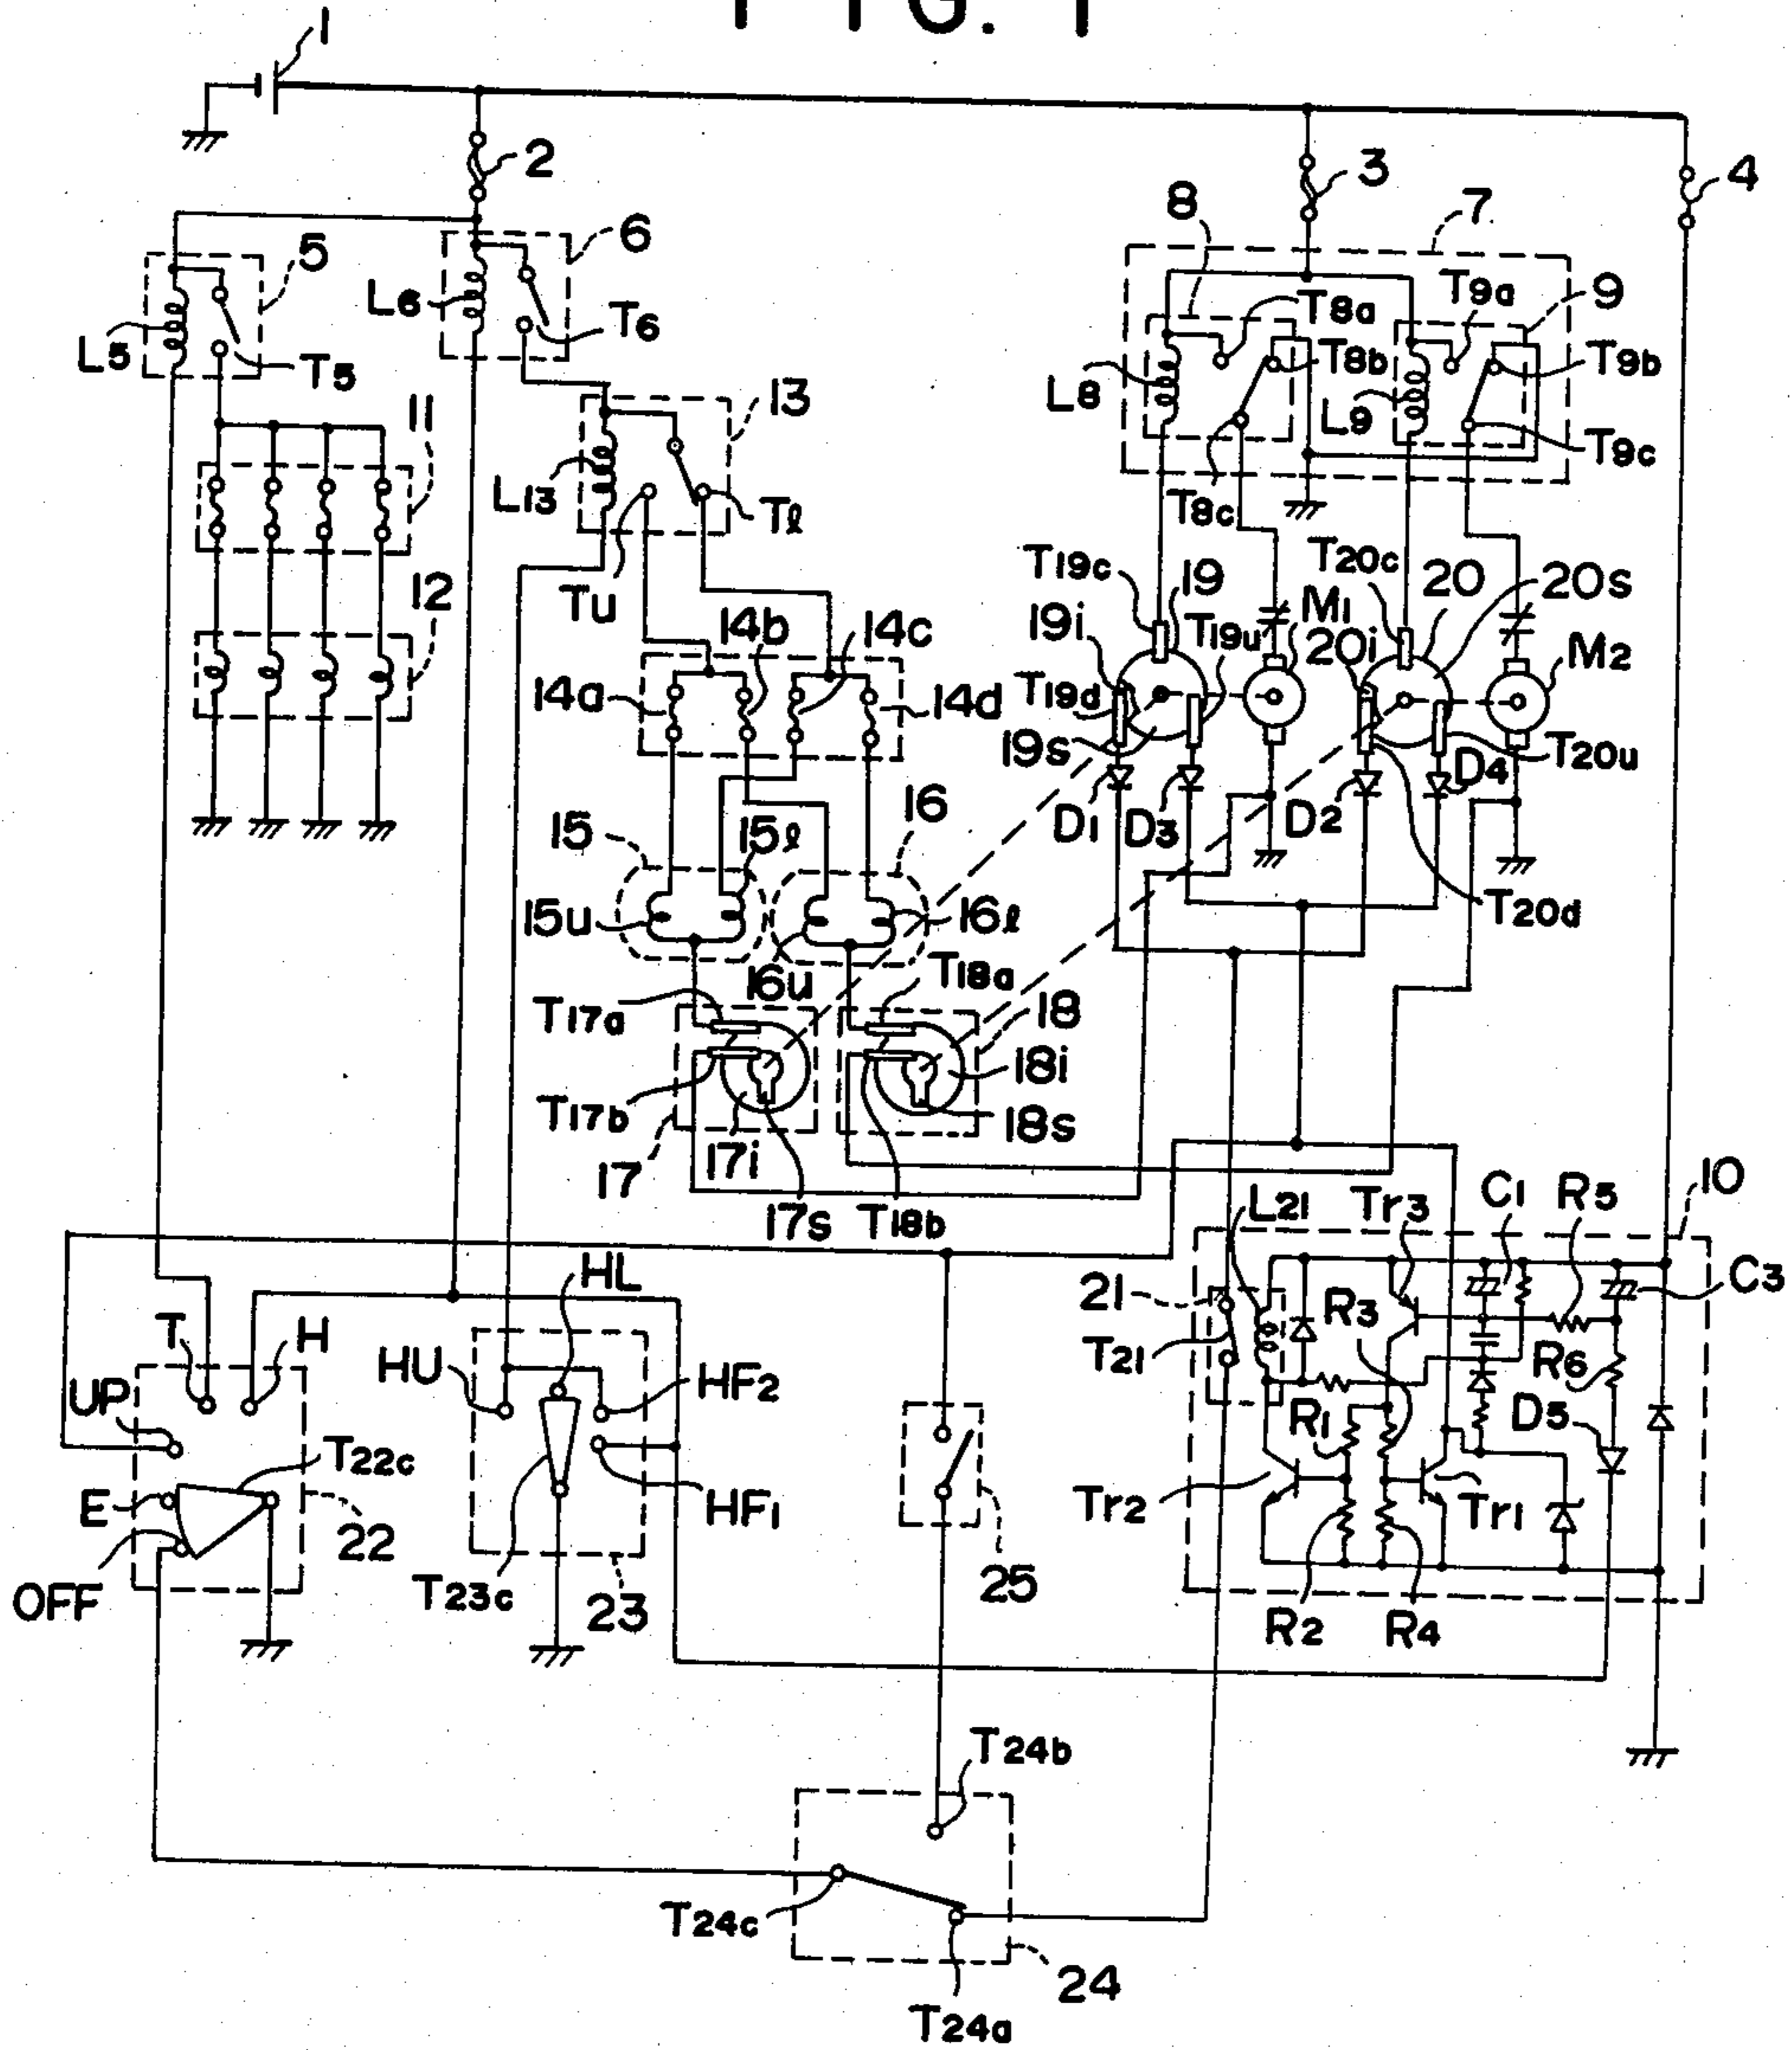 FIG. 1
1
2
3
4
5
6
7
8
9
L5
T5
L6
T6
L8
T8a
T8b
T8c
L9
T9a
T9b
T9c
11
12
13
L13
Tl
Tu
14a
14b
14c
14d
T19c
19
19i
T19d
19s
T19u
M1
T20c
20
20s
20i
M2
T20u
T20d
D1
D3
D2
D4
15
15l
15u
16
16l
16u
T17a
T18a
18
18i
18s
T17b
17
17i
17s
T18b
10
L21
Tr3
C1
R5
C3
21
T21
R3
R6
D5
R1
Tr2
Tr1
R2
R4
T
H
UP
T22c
E
OFF
22
HL
HU
HF2
HF1
T23c
23
25
T24b
T24c
24
T24a